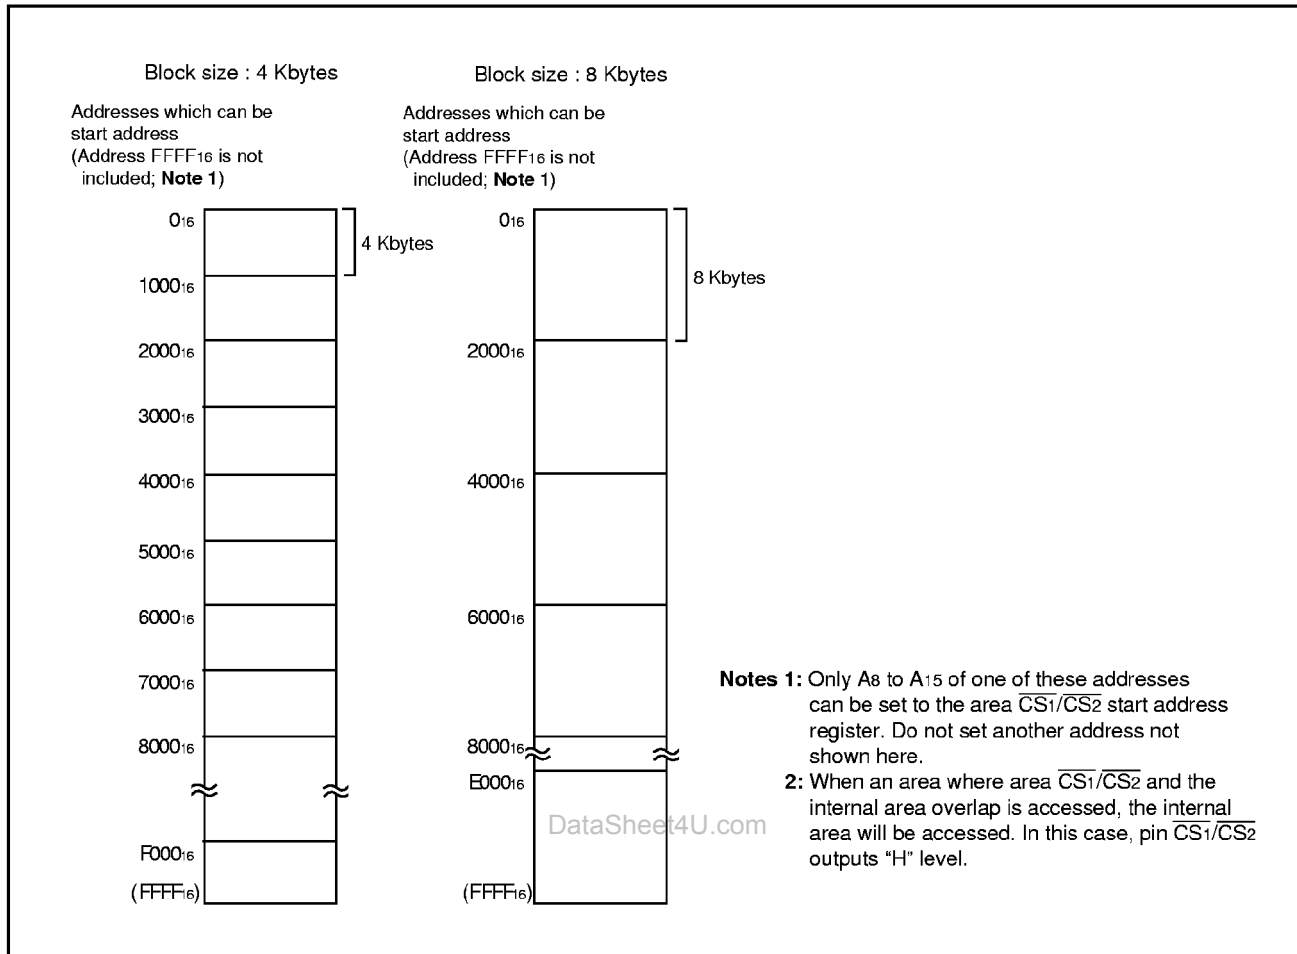 Block size : 4 Kbytes
Addresses which can be
start address
(Address FFFF16 is not
included; Note 1)
016
100016
200016
300016
400016
500016
600016
700016
800016
F00016
(FFFF16)
4 Kbytes
Block size : 8 Kbytes
Addresses which can be
start address
(Address FFFF16 is not
included; Note 1)
016
200016
400016
600016
800016
E00016
(FFFF16)
8 Kbytes
Notes 1: Only A8 to A15 of one of these addresses
can be set to the area CS1/CS2 start address
register. Do not set another address not
shown here.
2: When an area where area CS1/CS2 and the
internal area overlap is accessed, the internal
area will be accessed. In this case, pin CS1/CS2
outputs “H” level.
DataSheet4U.com